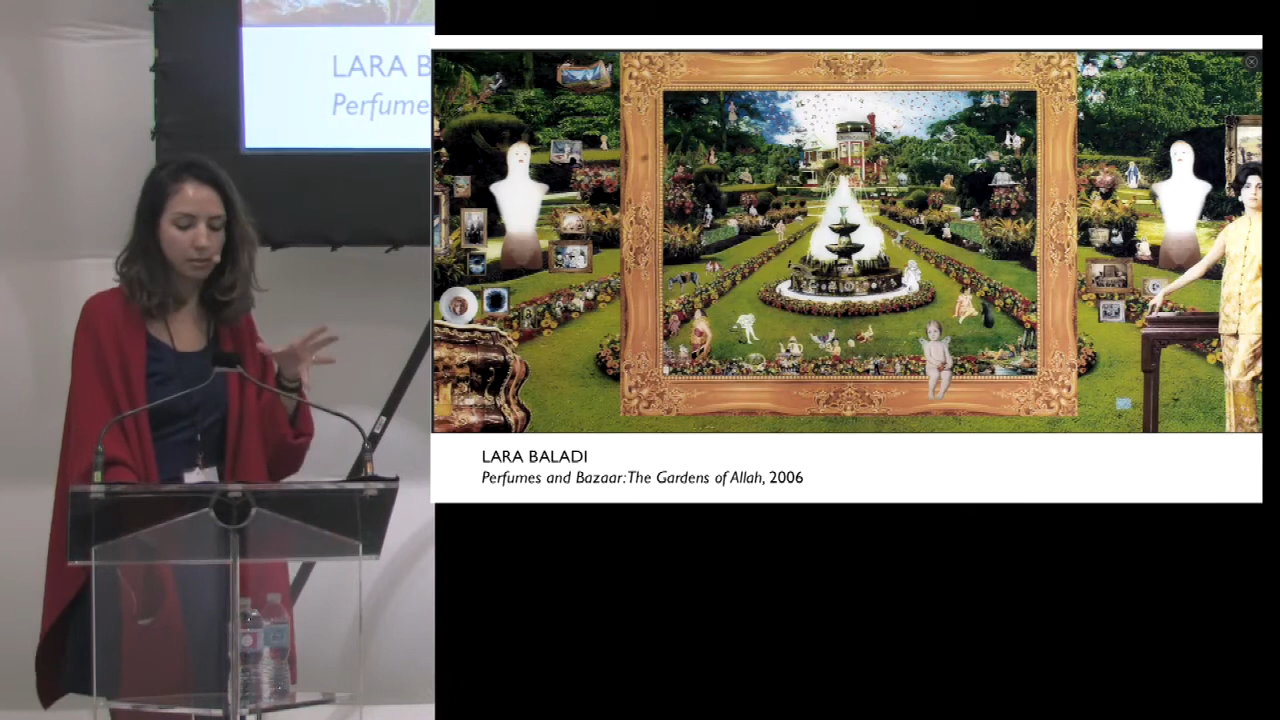 LARA B
Perfume
LARA BALADI
Perfumes and Bazaar: The Gardens of Allah, 2006